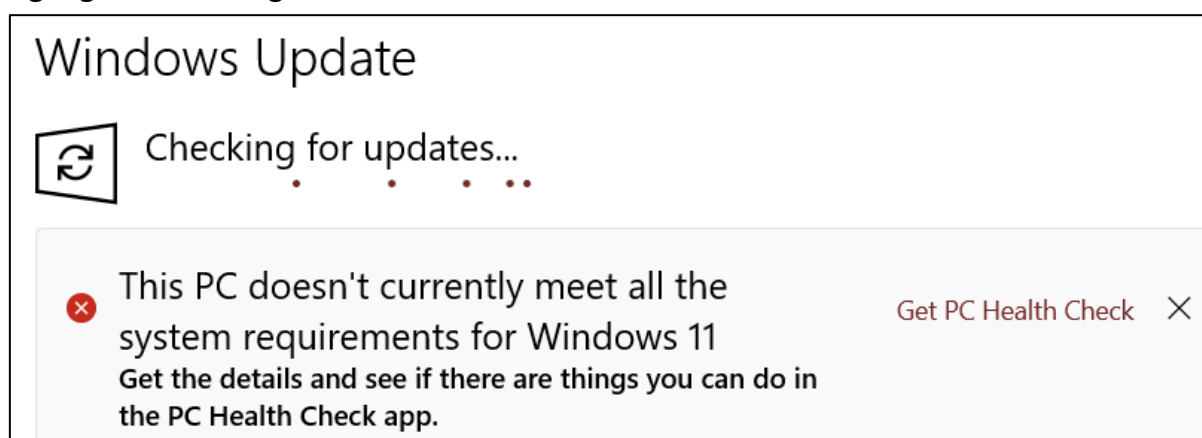 Windows Update
Checking for updates...
This PC doesn't currently meet all the
system requirements for Windows 11
Get PC Health Check
Get the details and see if there are things you can do in
the PC Health Check app.